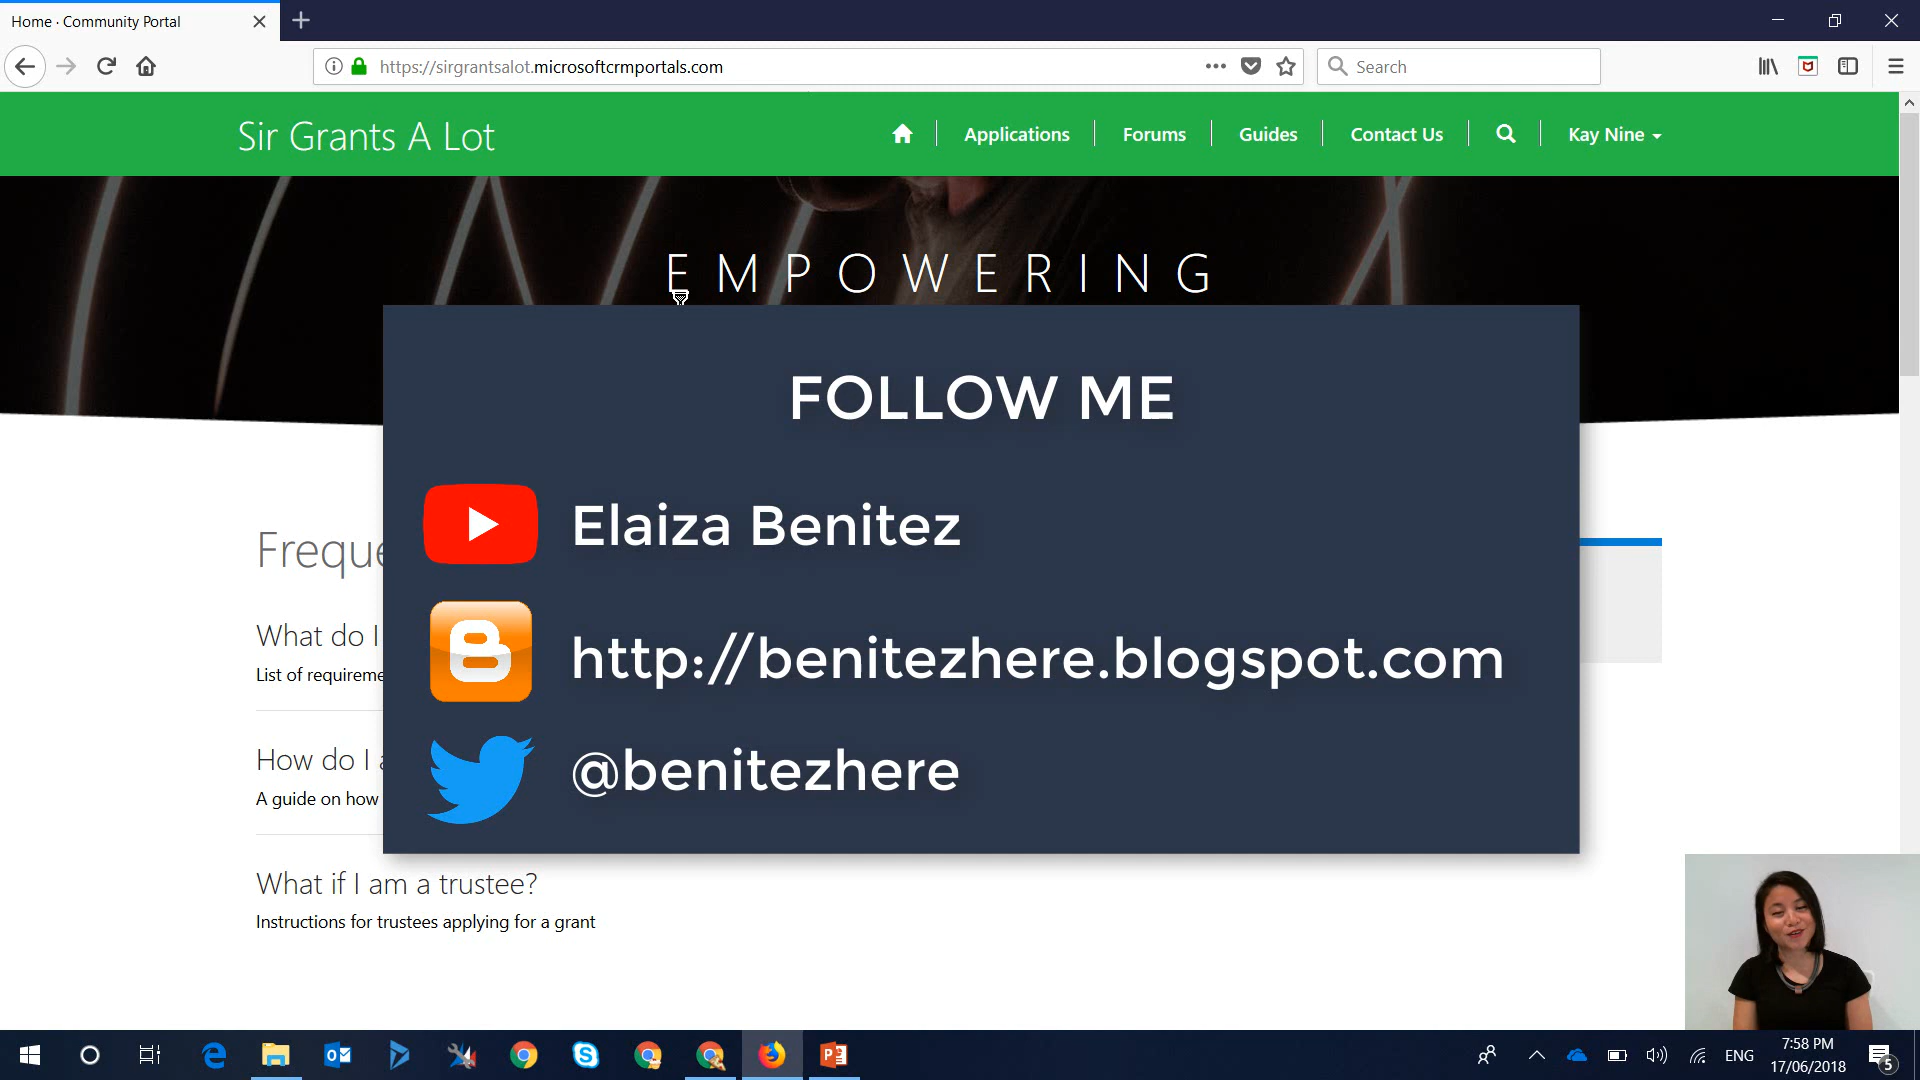 Home · Community Portal
https://sirgrantsalot.microsoftcrmportals.com
Search
Sir Grants A Lot
Applications
Forums
Guides
Contact Us
Kay Nine
EMPOWERING
FOLLOW ME
Elaiza Benitez
http://benitezhere.blogspot.com
@benitezhere
What do I
List of
How do I
A guide on how
What if I am a trustee?
Instructions for trustees applying for a grant
ENG
7:58 PM
17/06/2018
5